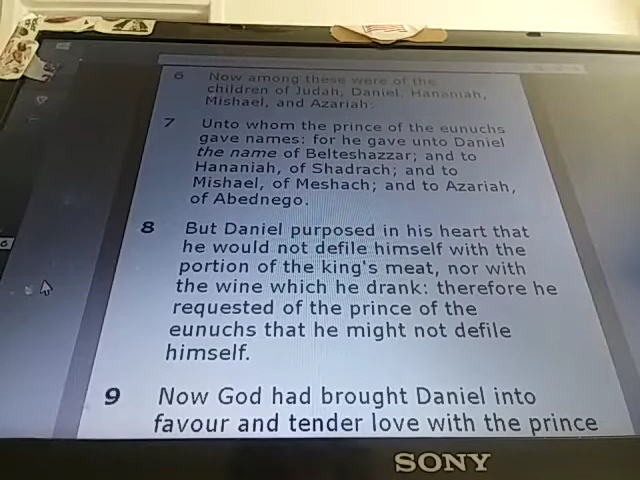 6 Now among these were of the
children of Judah, Daniel, Hananiah,
Mishael, and Azariah:
7 Unto whom the prince of the eunuchs
gave names: for he gave unto Daniel
the name of Belteshazzar; and to
Hananiah, of Shadrach; and to
Mishael, of Meshach; and to Azariah,
of Abednego.
8 But Daniel purposed in his heart that
he would not defile himself with the
portion of the king's meat, nor with
the wine which he drank: therefore he
requested of the prince of the
eunuchs that he might not defile
himself.
9 Now God had brought Daniel into
favour and tender love with the prince
SONY